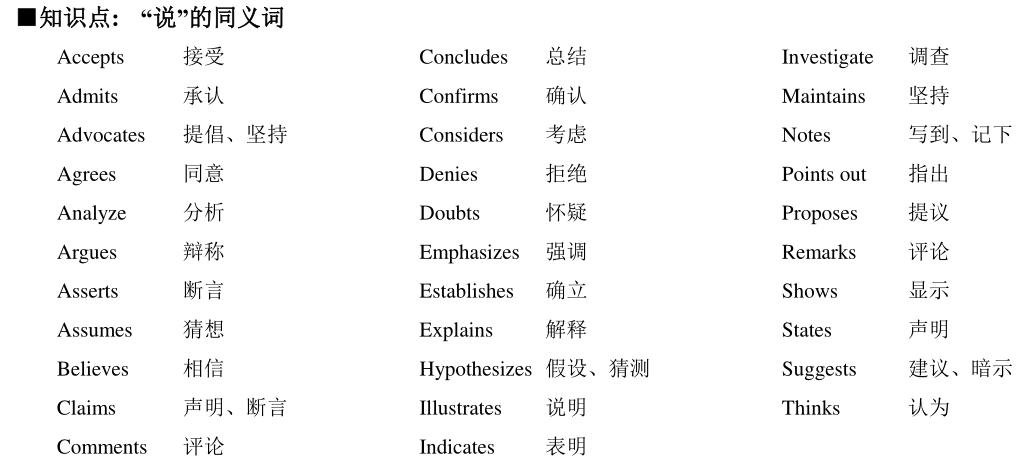 ■知识点： “说”的同义词
Accepts 接受 Concludes 总结 Investigate 调查
Admits 承认 Confirms 确认 Maintains 坚持
Advocates 提倡、坚持 Considers 考虑 Notes 写到、记下
Agrees 同意 Denies 拒绝 Points out 指出
Analyze 分析 Doubts 怀疑 Proposes 提议
Argues 辩称 Emphasizes 强调 Remarks 评论
Asserts 断言 Establishes 确立 Shows 显示
Assumes 猜想 Explains 解释 States 声明
Believes 相信 Hypothesizes 假设、猜测 Suggests 建议、暗示
Claims 声明、断言 Illustrates 说明 Thinks 认为
Comments 评论 Indicates 表明